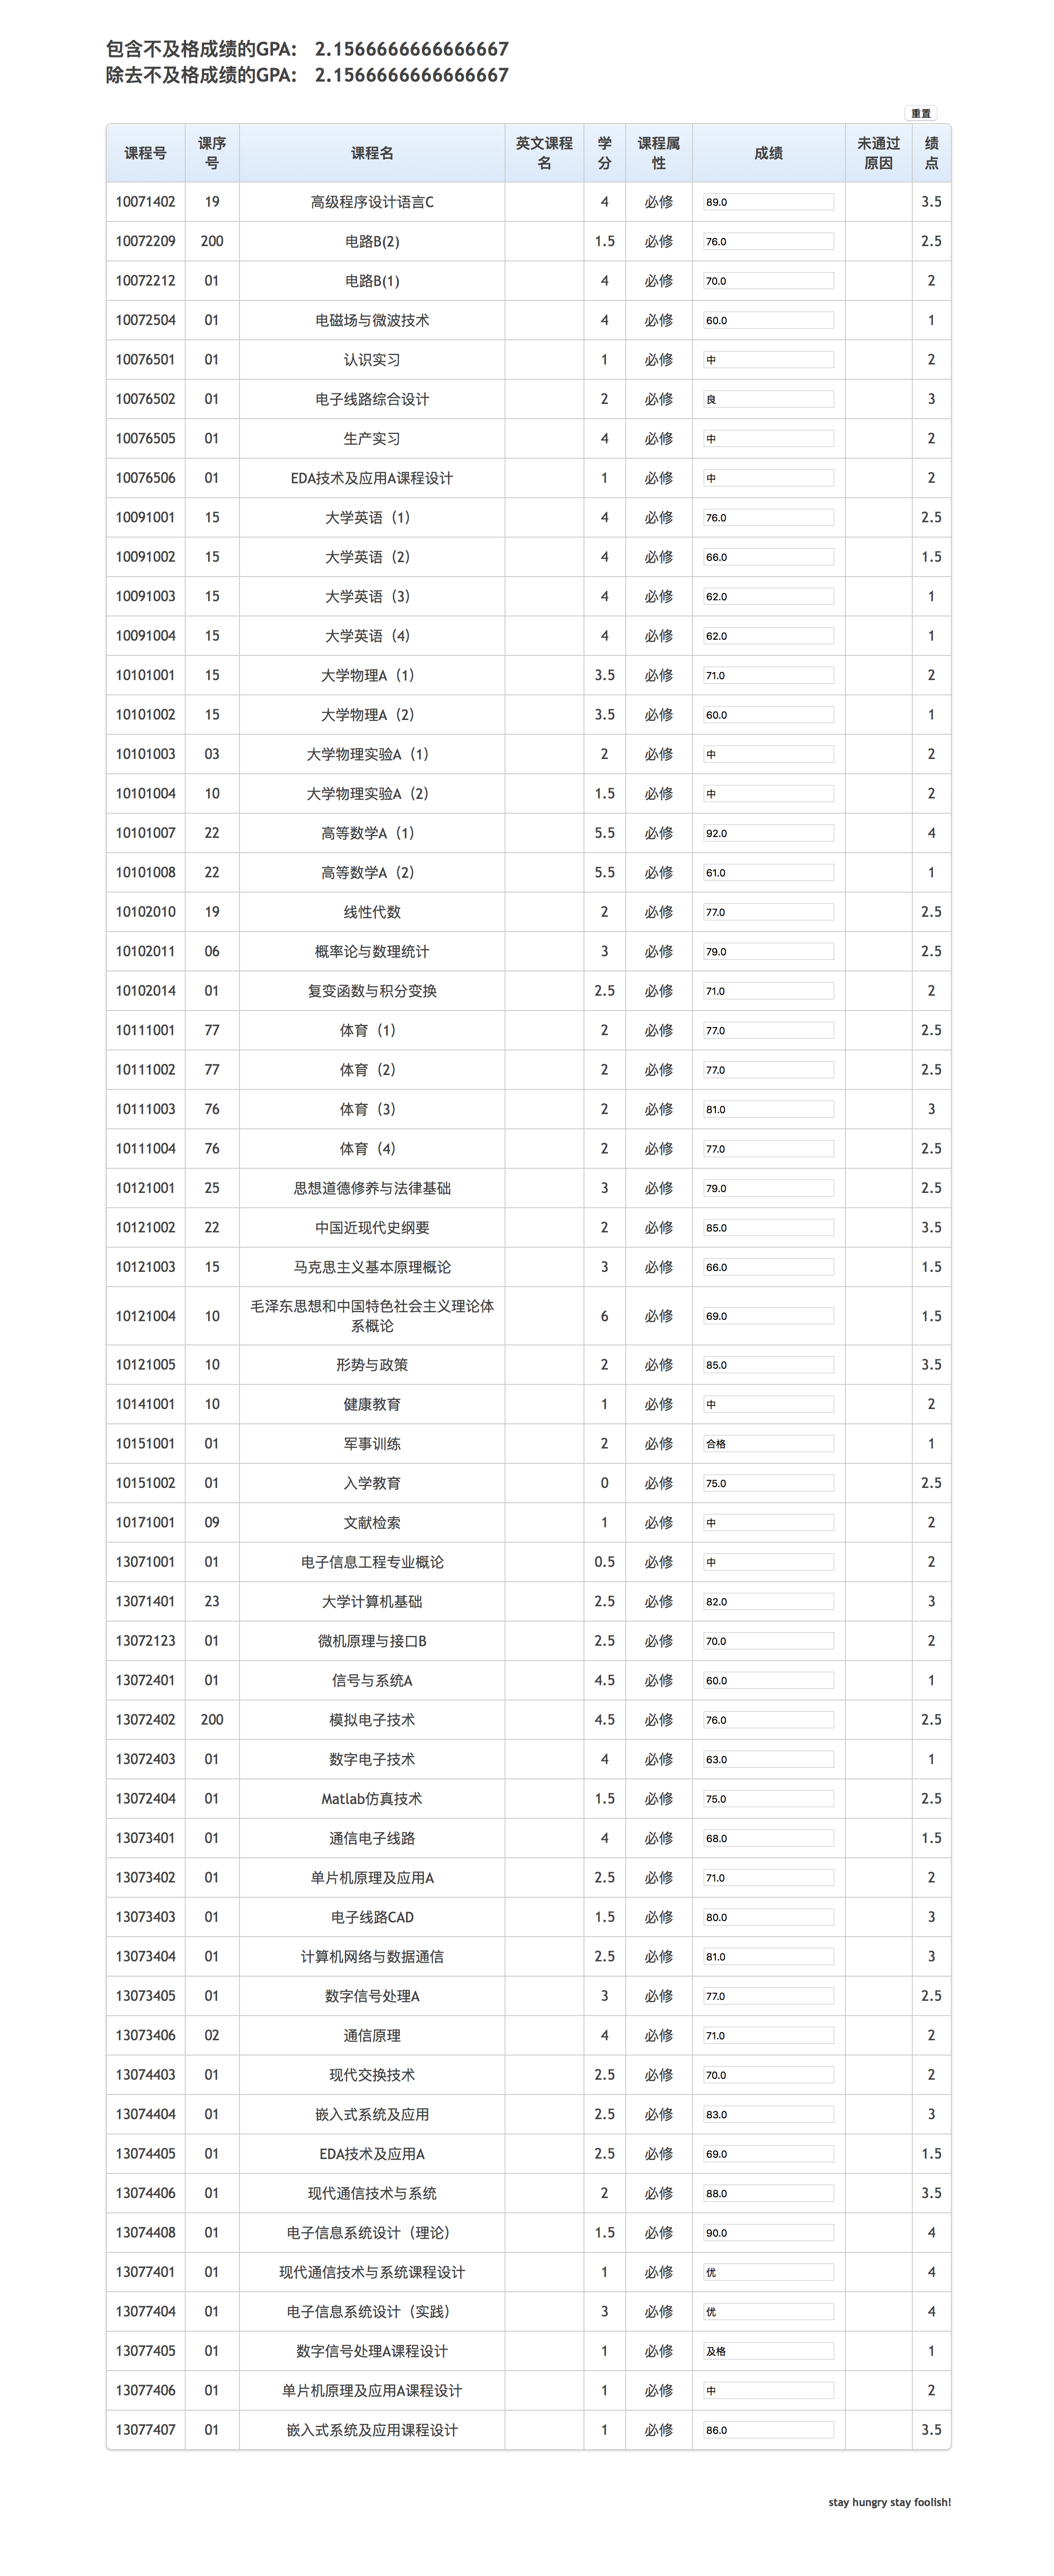 包含不及格成绩的GPA: 2.1566666666666667
除去不及格成绩的GPA: 2.1566666666666667
重置
课程号 课序号 课程名 英文课程名 学分 课程属性 成绩 未通过原因 绩点
10071402 19 高级程序设计语言C 4 必修 89.0 3.5
10072209 200 电路B(2) 1.5 必修 76.0 2.5
10072212 01 电路B(1) 4 必修 70.0 2
10072504 01 电磁场与微波技术 4 必修 60.0 1
10076501 01 认识实习 1 必修 中 2
10076502 01 电子线路综合设计 2 必修 良 3
10076505 01 生产实习 4 必修 中 2
10076506 01 EDA技术及应用A课程设计 1 必修 中 2
10091001 15 大学英语（1） 4 必修 76.0 2.5
10091002 15 大学英语（2） 4 必修 66.0 1.5
10091003 15 大学英语（3） 4 必修 62.0 1
10091004 15 大学英语（4） 4 必修 62.0 1
10101001 15 大学物理A（1） 3.5 必修 71.0 2
10101002 15 大学物理A（2） 3.5 必修 60.0 1
10101003 03 大学物理实验A（1） 2 必修 中 2
10101004 10 大学物理实验A（2） 1.5 必修 中 2
10101007 22 高等数学A（1） 5.5 必修 92.0 4
10101008 22 高等数学A（2） 5.5 必修 61.0 1
10102010 19 线性代数 2 必修 77.0 2.5
10102011 06 概率论与数理统计 3 必修 79.0 2.5
10102014 01 复变函数与积分变换 2.5 必修 71.0 2
10111001 77 体育（1） 2 必修 77.0 2.5
10111002 77 体育（2） 2 必修 77.0 2.5
10111003 76 体育（3） 2 必修 81.0 3
10111004 76 体育（4） 2 必修 77.0 2.5
10121001 25 思想道德修养与法律基础 3 必修 79.0 2.5
10121002 22 中国近现代史纲要 2 必修 85.0 3.5
10121003 15 马克思主义基本原理概论 3 必修 66.0 1.5
10121004 10 毛泽东思想和中国特色社会主义理论体系概论 6 必修 69.0 1.5
10121005 10 形势与政策 2 必修 85.0 3.5
10141001 10 健康教育 1 必修 中 2
10151001 01 军事训练 2 必修 合格 1
10151002 01 入学教育 0 必修 75.0 2.5
10171001 09 文献检索 1 必修 中 2
13071001 01 电子信息工程专业概论 0.5 必修 中 2
13071401 23 大学计算机基础 2.5 必修 82.0 3
13072123 01 微机原理与接口B 2.5 必修 70.0 2
13072401 01 信号与系统A 4.5 必修 60.0 1
13072402 200 模拟电子技术 4.5 必修 76.0 2.5
13072403 01 数字电子技术 4 必修 63.0 1
13072404 01 Matlab仿真技术 1.5 必修 75.0 2.5
13073401 01 通信电子线路 4 必修 68.0 1.5
13073402 01 单片机原理及应用A 2.5 必修 71.0 2
13073403 01 电子线路CAD 1.5 必修 80.0 3
13073404 01 计算机网络与数据通信 2.5 必修 81.0 3
13073405 01 数字信号处理A 3 必修 77.0 2.5
13073406 02 通信原理 4 必修 71.0 2
13074403 01 现代交换技术 2.5 必修 70.0 2
13074404 01 嵌入式系统及应用 2.5 必修 83.0 3
13074405 01 EDA技术及应用A 2.5 必修 69.0 1.5
13074406 01 现代通信技术与系统 2 必修 88.0 3.5
13074408 01 电子信息系统设计（理论） 1.5 必修 90.0 4
13077401 01 现代通信技术与系统课程设计 1 必修 优 4
13077404 01 电子信息系统设计（实践） 3 必修 优 4
13077405 01 数字信号处理A课程设计 1 必修 及格 1
13077406 01 单片机原理及应用A课程设计 1 必修 中 2
13077407 01 嵌入式系统及应用课程设计 1 必修 86.0 3.5
stay hungry stay foolish!